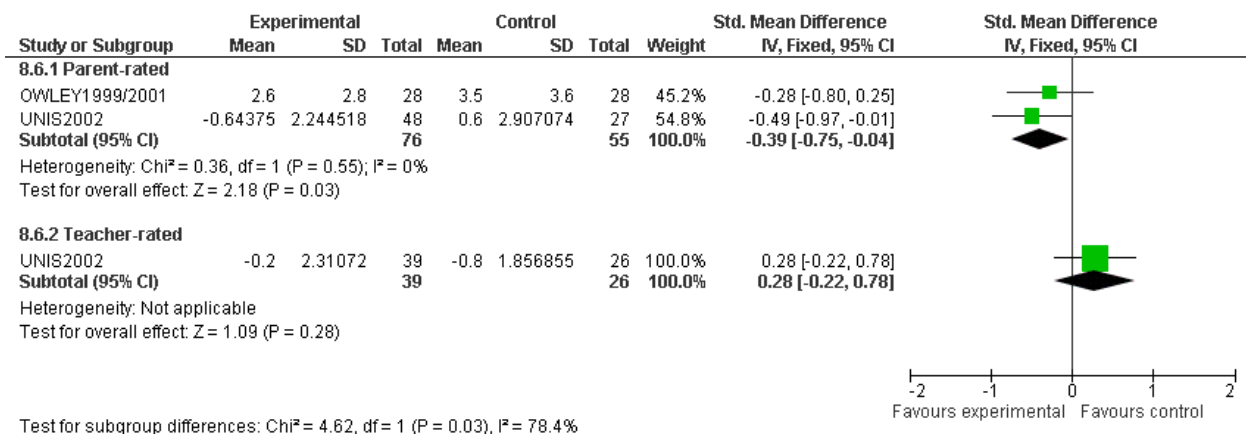 Experimental Control Std. Mean Difference Std. Mean Difference
Study or Subgroup Mean SD Total Mean SD Total Weight IV, Fixed, 95% CI IV, Fixed, 95% CI
8.6.1 Parent-rated
OWLEY1999/2001 2.6 2.8 28 3.5 3.6 28 45.2% -0.28 [-0.80, 0.25]
UNIS2002 -0.64375 2.244518 48 0.6 2.907074 27 54.8% -0.49 [-0.97, -0.01]
Subtotal (95% CI) 76 55 100.0% -0.39 [-0.75, -0.04]
Heterogeneity: Chi² = 0.36, df = 1 (P = 0.55); I² = 0%
Test for overall effect: Z = 2.18 (P = 0.03)
8.6.2 Teacher-rated
UNIS2002 -0.2 2.31072 39 -0.8 1.856855 26 100.0% 0.28 [-0.22, 0.78]
Subtotal (95% CI) 39 26 100.0% 0.28 [-0.22, 0.78]
Heterogeneity: Not applicable
Test for overall effect: Z = 1.09 (P = 0.28)
-2 -1 0 1 2
Favours experimental Favours control
Test for subgroup differences: Chi² = 4.62, df = 1 (P = 0.03), I² = 78.4%